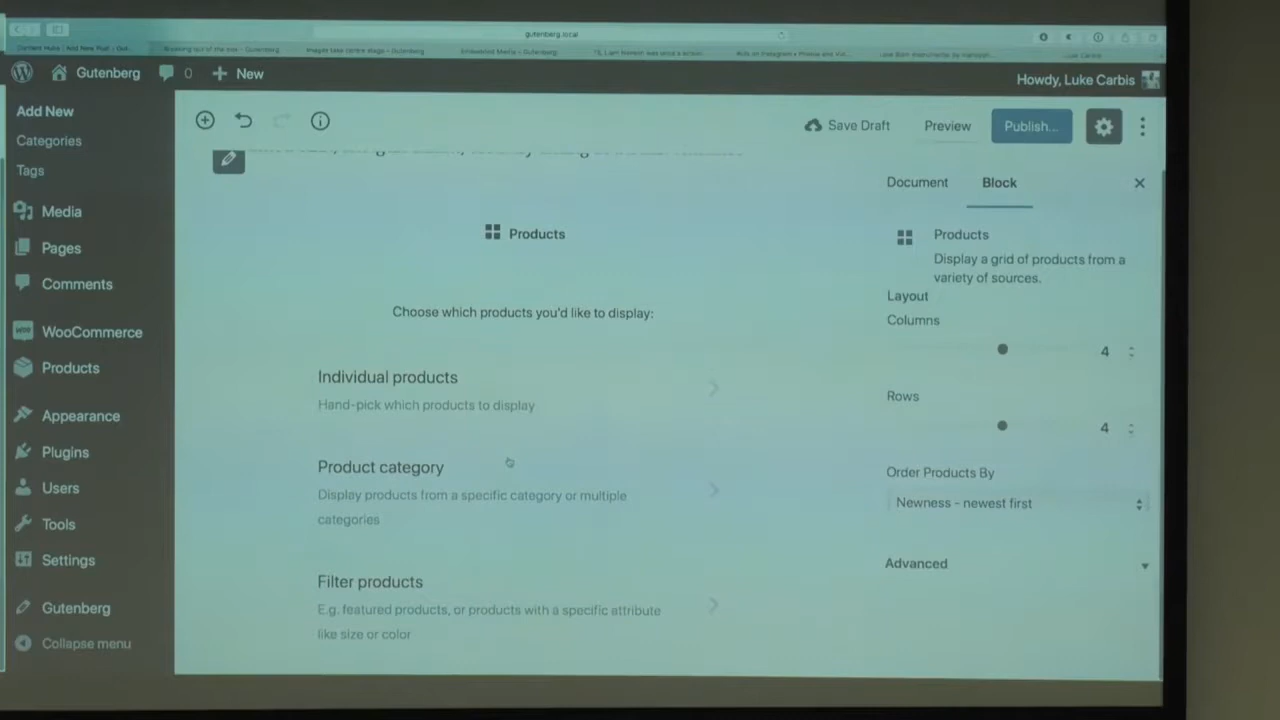 gutenberg.local
Gutenberg
0
New
Howdy, Luke Carbis
Add New
Categories
Tags
Media
Pages
Comments
WooCommerce
Products
Appearance
Plugins
Users
Tools
Settings
Gutenberg
Collapse menu
Save Draft
Preview
Publish...
Products
Choose which products you'd like to display:
Individual products
Hand-pick which products to display
Product category
Display products from a specific category or multiple
categories
Filter products
E.g. featured products, or products with a specific attribute
like size or color
Document
Block
Products
Display a grid of products from a
variety of sources.
Layout
Columns
4
Rows
4
Order Products By
Newness - newest first
Advanced